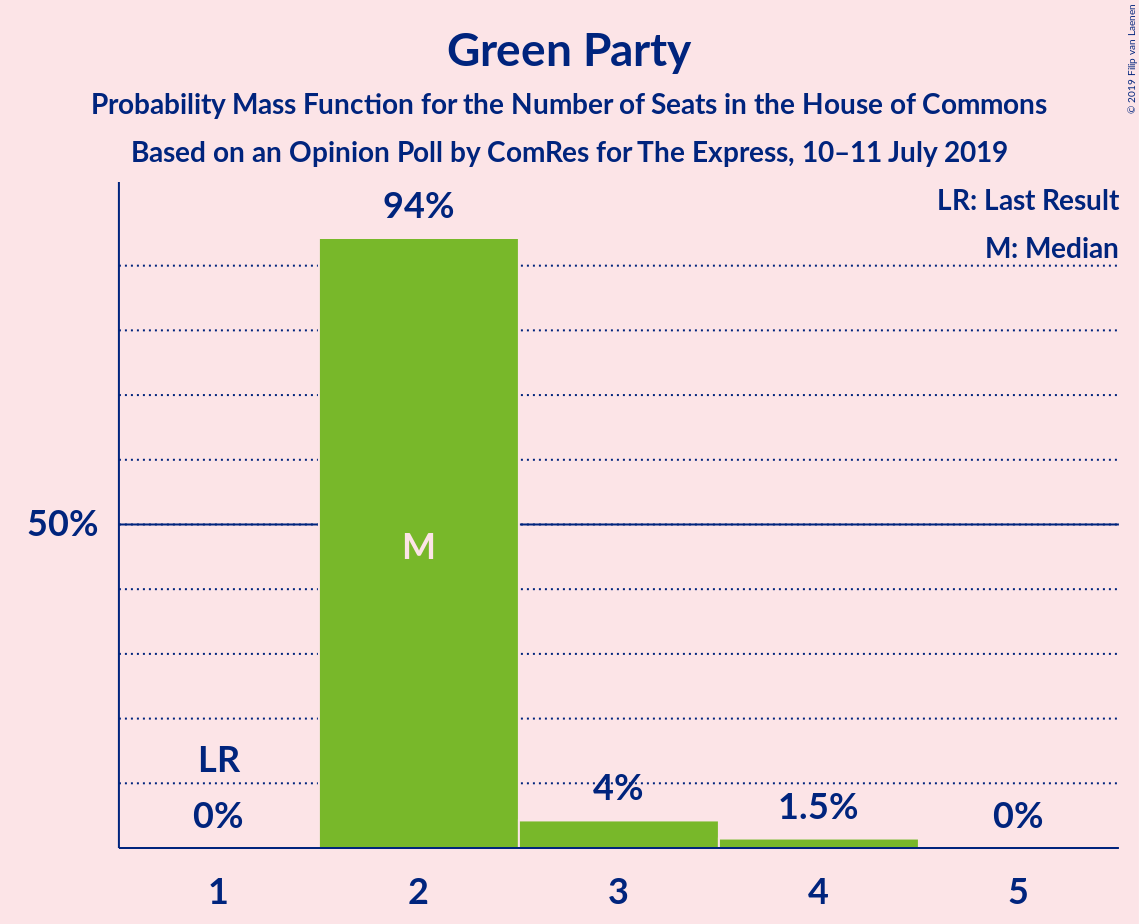 Green Party
Probability Mass Function for the Number of Seats in the House of Commons
Based on an Opinion Poll by ComRes for The Express, 10–11 July 2019
© 2019 Filip van Laenen
LR: Last Result
M: Median
94%
50%
M
LR
0%
4%
1.5%
0%
1 2 3 4 5